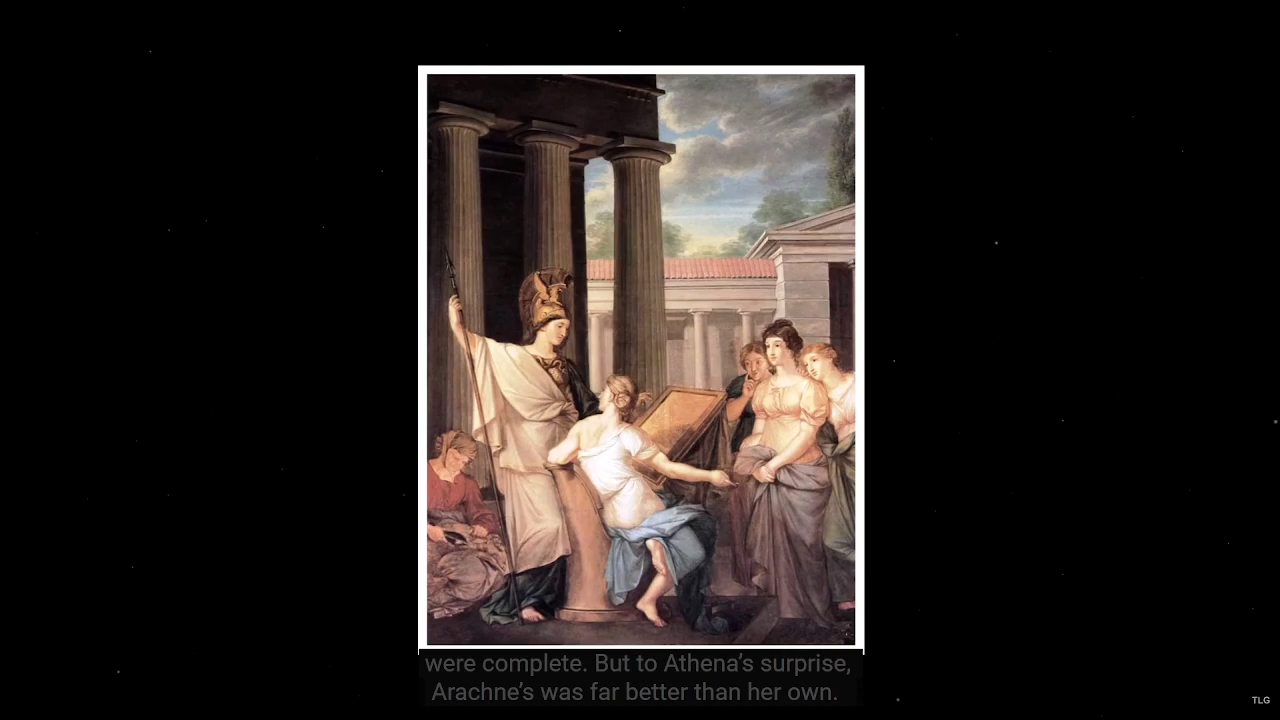 were complete. But to Athena’s surprise,
Arachne’s was far better than her own.
TLG